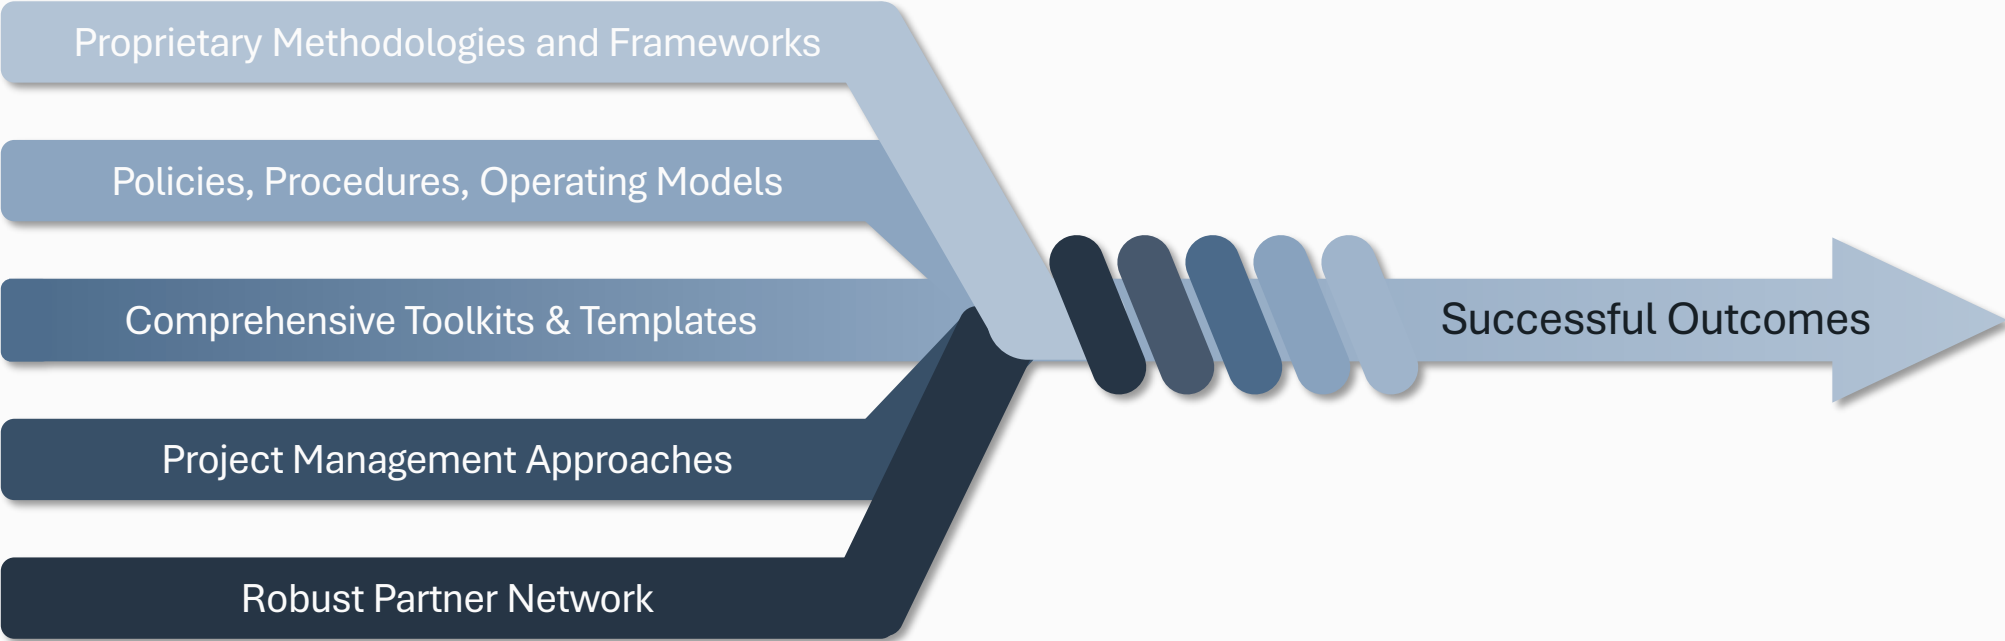 Proprietary Methodologies and Frameworks
Policies, Procedures, Operating Models
Comprehensive Toolkits & Templates
Successful Outcomes
Project Management Approaches
Robust Partner Network